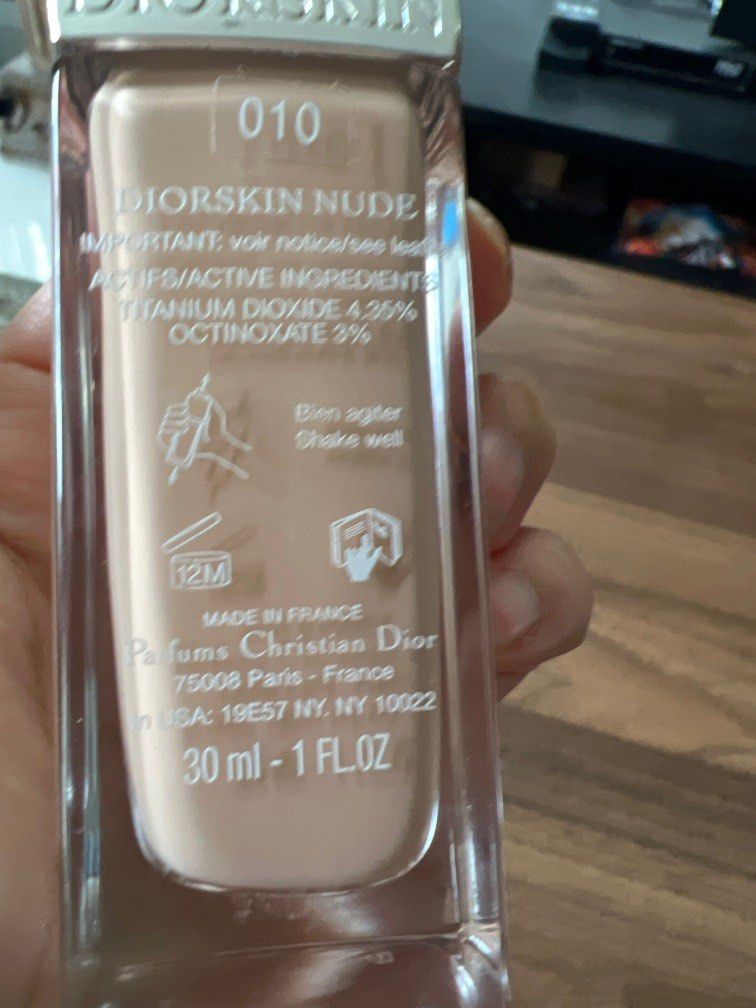 DIORSKIN
010
DIORSKIN NUDE
IMPORTANT: voir notice/see
ACTIFS/ACTIVE INGREDIENTS
TITANIUM DIOXIDE 4.35%
OCTINOXATE 3%
Bien agiter
Shake well
12M
MADE IN FRANCE
Parfums Christian Dior
75008 Paris - France
In USA: 19E57 NY. NY 10022
30 ml - 1 FL.OZ